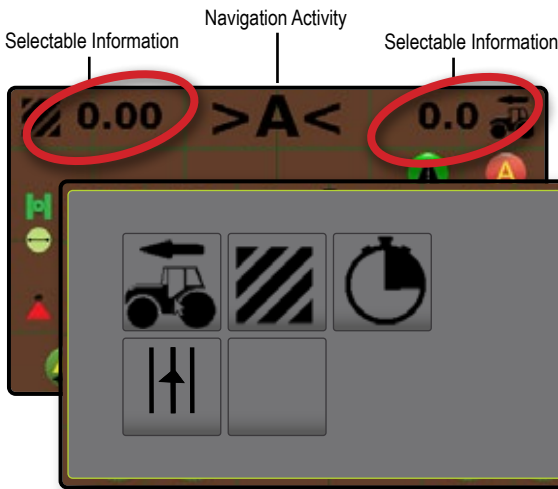 Navigation Activity
Selectable Information
Selectable Information
0.00 >A< 0.0
A